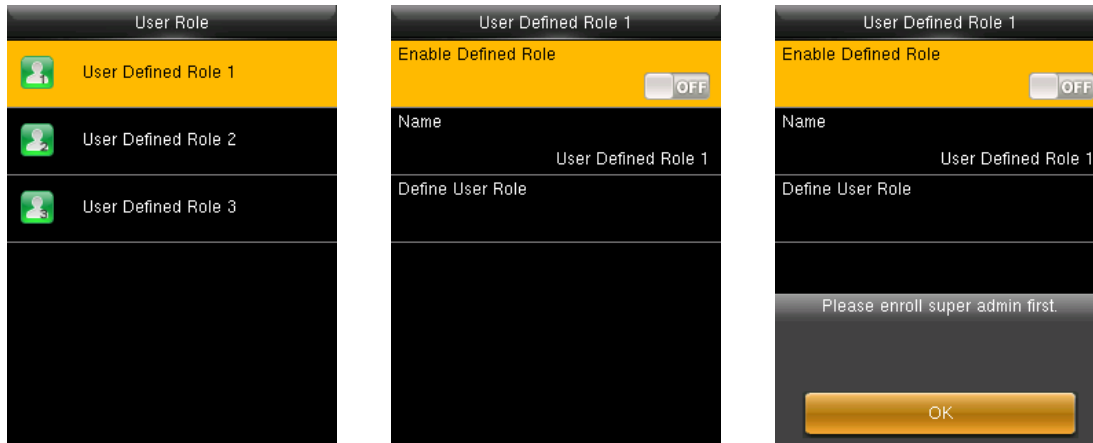 User Role
User Defined Role 1
User Defined Role 2
User Defined Role 3
User Defined Role 1
Enable Defined Role
OFF
Name
User Defined Role 1
Define User Role
User Defined Role 1
Enable Defined Role
OFF
Name
User Defined Role 1
Define User Role
Please enroll super admin first.
OK